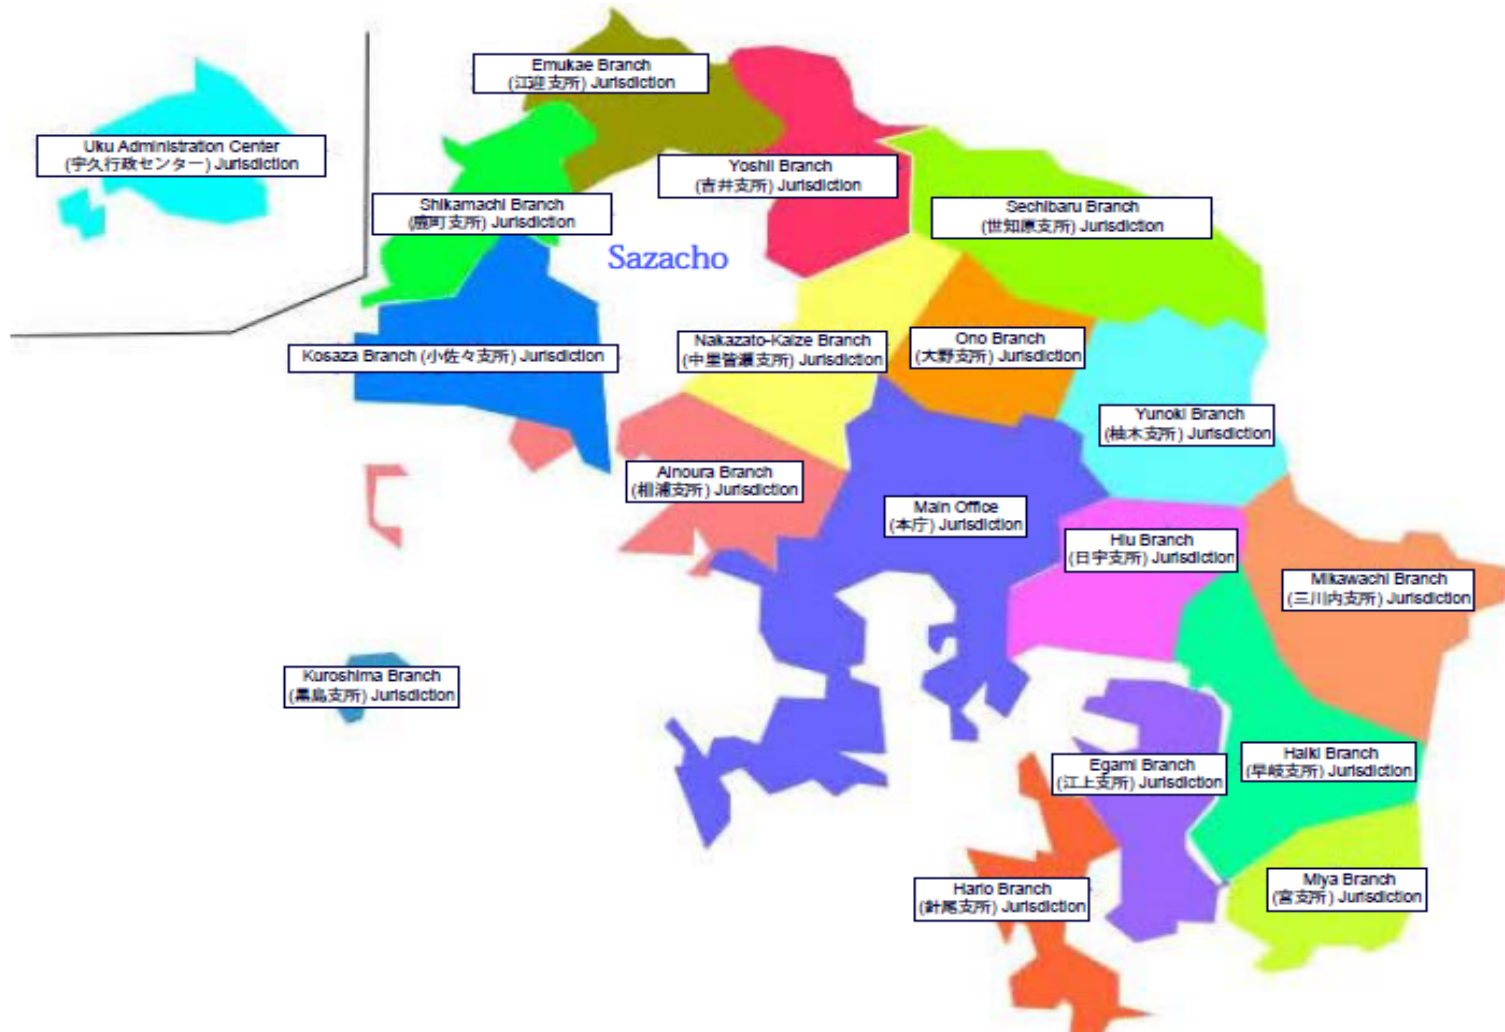 Emukae Branch
(江迎支所) Jurisdiction
Uku Administration Center
(宇久行政センター) Jurisdiction
Yoshii Branch
(吉井支所) Jurisdiction
Shikamachi Branch
(鹿町支所) Jurisdiction
Sechibaru Branch
(世知原支所) Jurisdiction
Sazacho
Kosaza Branch (小佐々支所) Jurisdiction
Nakazato-Kaize Branch
(中里皆瀬支所) Jurisdiction
Ono Branch
(大野支所) Jurisdiction
Yunoki Branch
(柚木支所) Jurisdiction
Ainoura Branch
(相浦支所) Jurisdiction
Main Office
(本庁) Jurisdiction
Hiu Branch
(日宇支所) Jurisdiction
Mikawachi Branch
(三川内支所) Jurisdiction
Kuroshima Branch
(黒島支所) Jurisdiction
Egami Branch
(江上支所) Jurisdiction
Haiki Branch
(早岐支所) Jurisdiction
Hario Branch
(針尾支所) Jurisdiction
Miya Branch
(宮支所) Jurisdiction